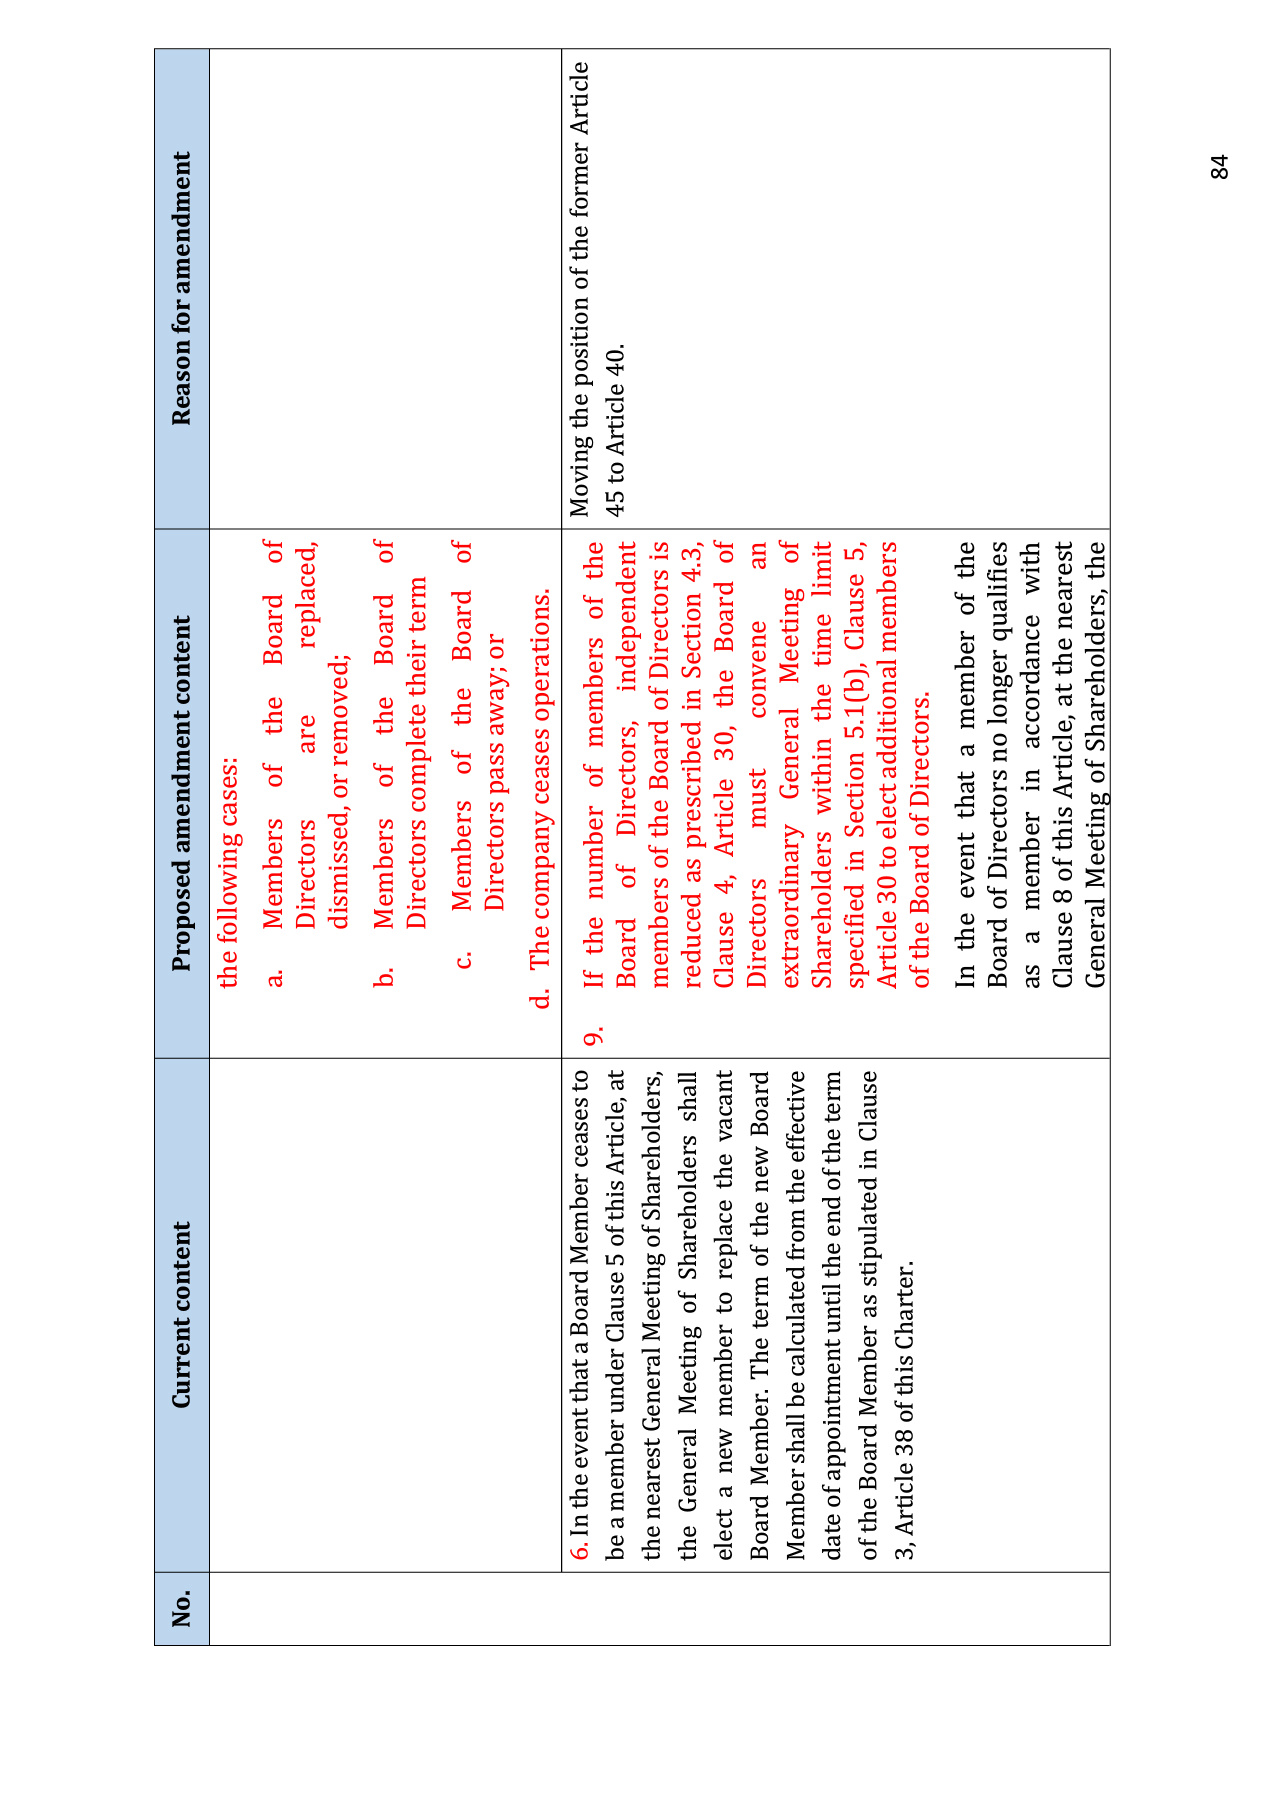 No.
Current content
Proposed amendment content
Reason for amendment
the following cases:
a. Members of the Board of
Directors are replaced,
dismissed, or removed;
b. Members of the Board of
Directors complete their term
c. Members of the Board of
Directors pass away; or
d. The company ceases operations.
6. In the event that a Board Member ceases to
be a member under Clause 5 of this Article, at
the nearest General Meeting of Shareholders,
the General Meeting of Shareholders shall
elect a new member to replace the vacant
Board Member. The term of the new Board
Member shall be calculated from the effective
date of appointment until the end of the term
of the Board Member as stipulated in Clause
3, Article 38 of this Charter.
9. If the number of members of the
Board of Directors, independent
members of the Board of Directors is
reduced as prescribed in Section 4.3,
Clause 4, Article 30, the Board of
Directors must convene an
extraordinary General Meeting of
Shareholders within the time limit
specified in Section 5.1(b), Clause 5,
Article 30 to elect additional members
of the Board of Directors.
In the event that a member of the
Board of Directors no longer qualifies
as a member in accordance with
Clause 8 of this Article, at the nearest
General Meeting of Shareholders, the
Moving the position of the former Article
45 to Article 40.
84